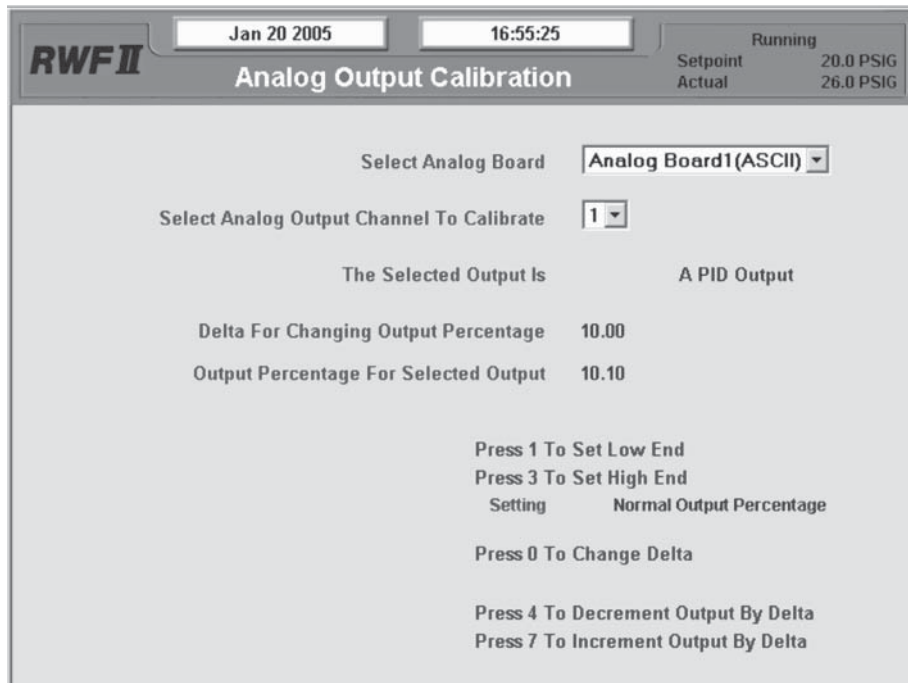 RWF II
Jan 20 2005
16:55:25
Analog Output Calibration
Running
Setpoint 20.0 PSIG
Actual 26.0 PSIG
Select Analog Board Analog Board1(ASCII)
Select Analog Output Channel To Calibrate 1
The Selected Output Is A PID Output
Delta For Changing Output Percentage 10.00
Output Percentage For Selected Output 10.10
Press 1 To Set Low End
Press 3 To Set High End
Setting Normal Output Percentage
Press 0 To Change Delta
Press 4 To Decrement Output By Delta
Press 7 To Increment Output By Delta